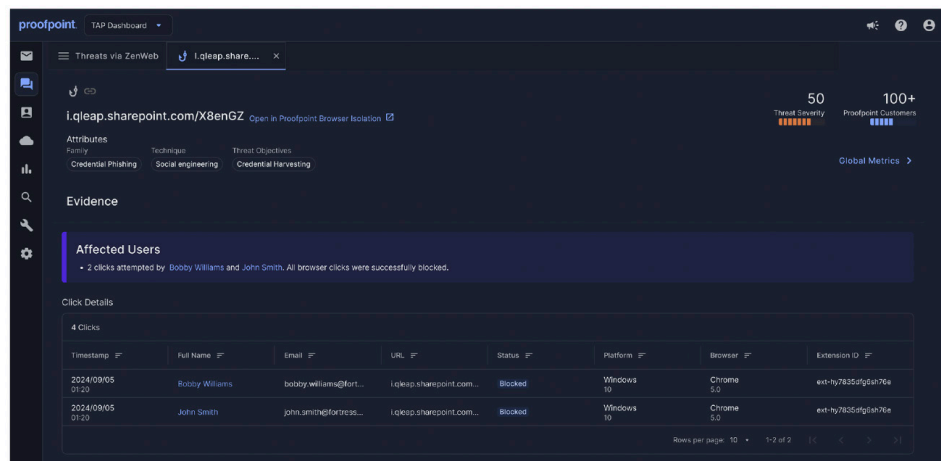 proofpoint. TAP Dashboard
Threats via ZenWeb i.qleap.share....
i.qleap.sharepoint.com/X8enGZ Open in Proofpoint Browser Isolation
50 100+
Threat Severity Proofpoint Customers
Attributes
Family Technique Threat Objectives
Credential Phishing Social engineering Credential Harvesting
Global Metrics
Evidence
Affected Users
• 2 clicks attempted by Bobby Williams and John Smith. All browser clicks were successfully blocked.
Click Details
4 Clicks
Timestamp Full Name Email URL Status Platform Browser Extension ID
2024/09/05 Bobby Williams bobby.williams@fort... i.qleap.sharepoint.com... Blocked Windows Chrome ext-hy7835dfg6sh76e
01:20 10 5.0
2024/09/05 John Smith john.smith@fortress... i.qleap.sharepoint.com... Blocked Windows Chrome ext-hy7835dfg6sh76e
01:20 10 5.0
Rows per page: 10 1-2 of 2